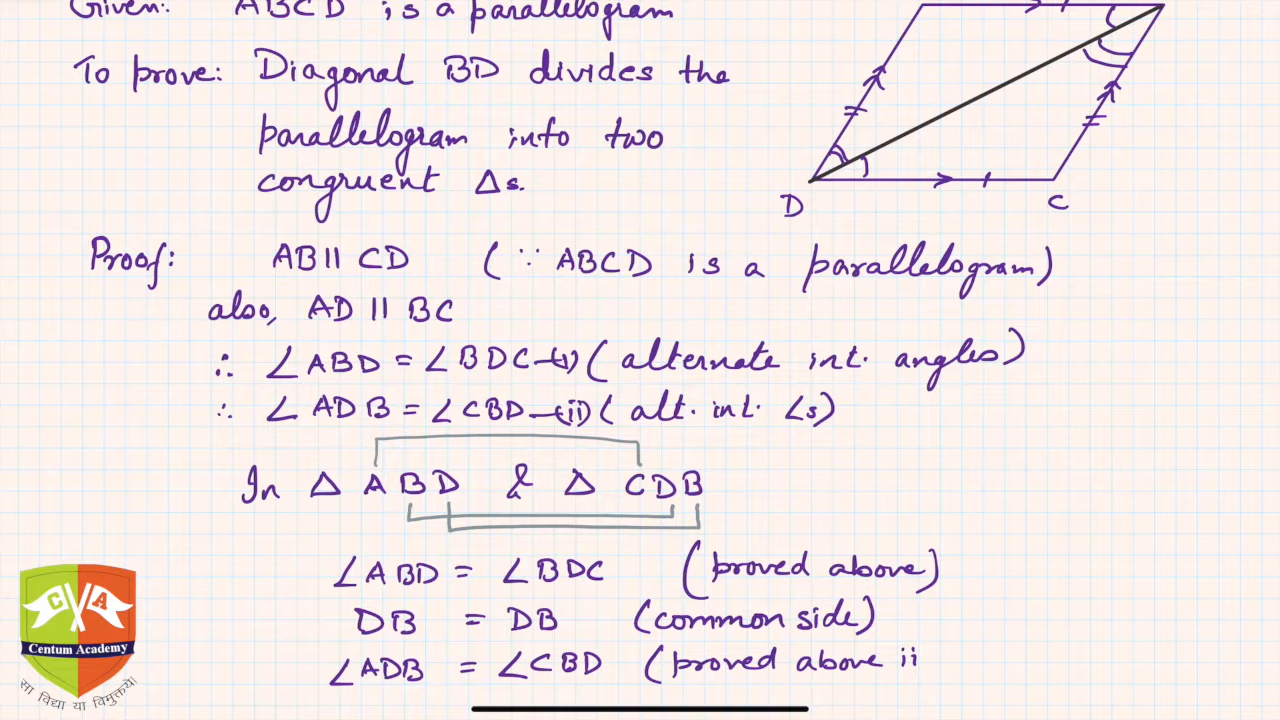 Given: ABCD is a parallelogram
To prove: Diagonal BD divides the
parallelogram into two
congruent Δs.
D
C
Proof: AB || CD (∵ ABCD is a parallelogram)
also, AD || BC
∴ ∠ABD = ∠BDC —(i) (alternate int. angles)
∴ ∠ADB = ∠CBD —(ii) (alt. int. ∠s)
In Δ ABD & Δ CDB
∠ABD = ∠BDC (proved above)
DB = DB (common side)
∠ADB = ∠CBD (proved above ii
C A
Centum Academy
सा विद्या या विमुक्तये।